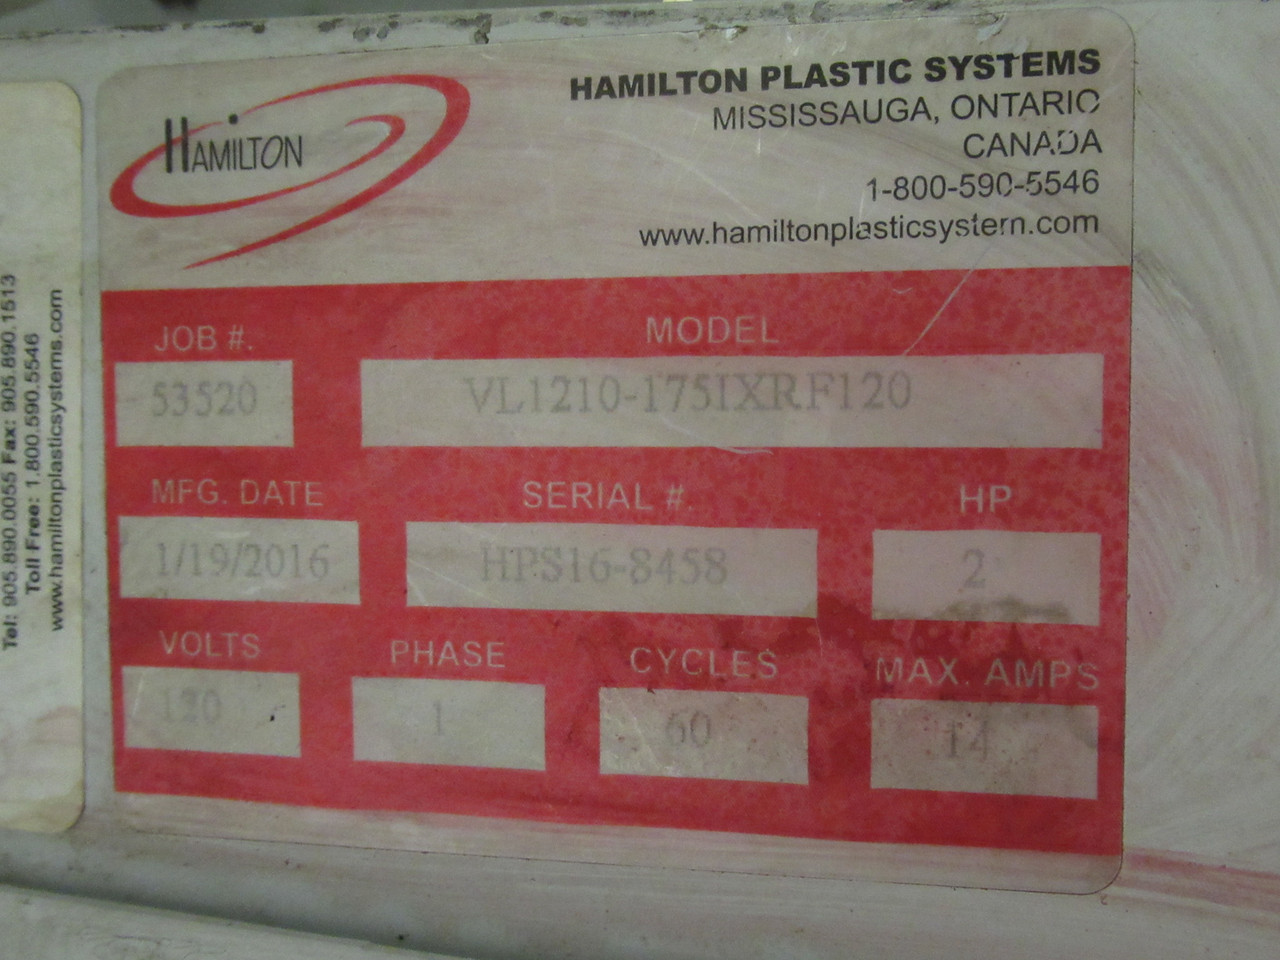 Tel: 905.890.0055 Fax: 905.890.1513
Toll Free: 1.800.590.5546
www.hamiltonplasticsystems.com
HAMILTON
HAMILTON PLASTIC SYSTEMS
MISSISSAUGA, ONTARIO
CANADA
1-800-590-5546
www.hamiltonplasticsystem.com
JOB #. MODEL
53520 VL1210-175IXRF120
MFG. DATE SERIAL #. HP
1/19/2016 HPS16-8458 2
VOLTS PHASE CYCLES MAX. AMPS
120 1 60 14